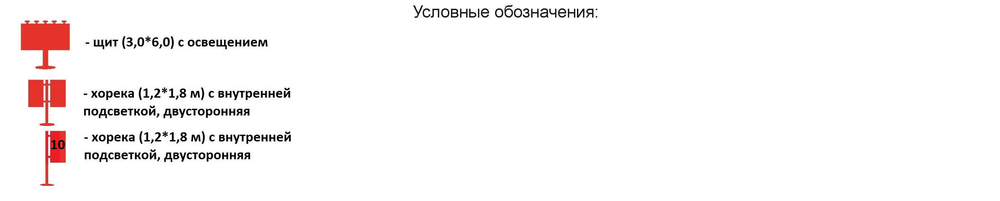 Условные обозначения:
- щит (3,0*6,0) с освещением
- хорека (1,2*1,8 м) с внутренней
подсветкой, двусторонняя
10
- хорека (1,2*1,8 м) с внутренней
подсветкой, двусторонняя